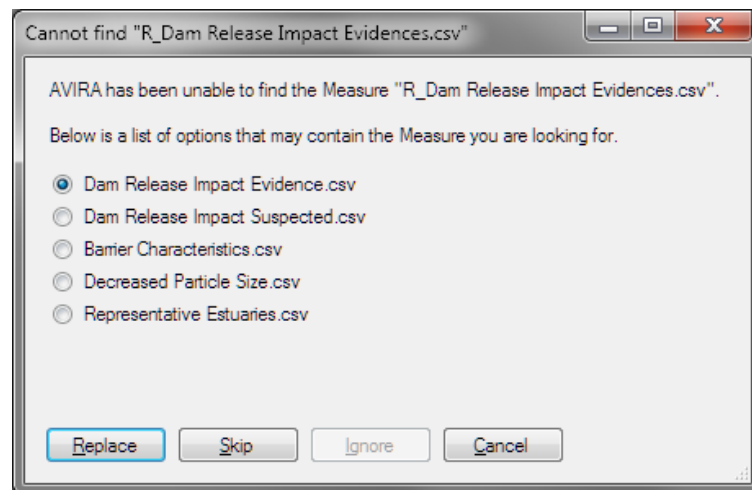 Cannot find "R_Dam Release Impact Evidences.csv"
AVIRA has been unable to find the Measure "R_Dam Release Impact Evidences.csv".
Below is a list of options that may contain the Measure you are looking for.
Dam Release Impact Evidence.csv
Dam Release Impact Suspected.csv
Barrier Characteristics.csv
Decreased Particle Size.csv
Representative Estuaries.csv
Replace Skip Ignore Cancel